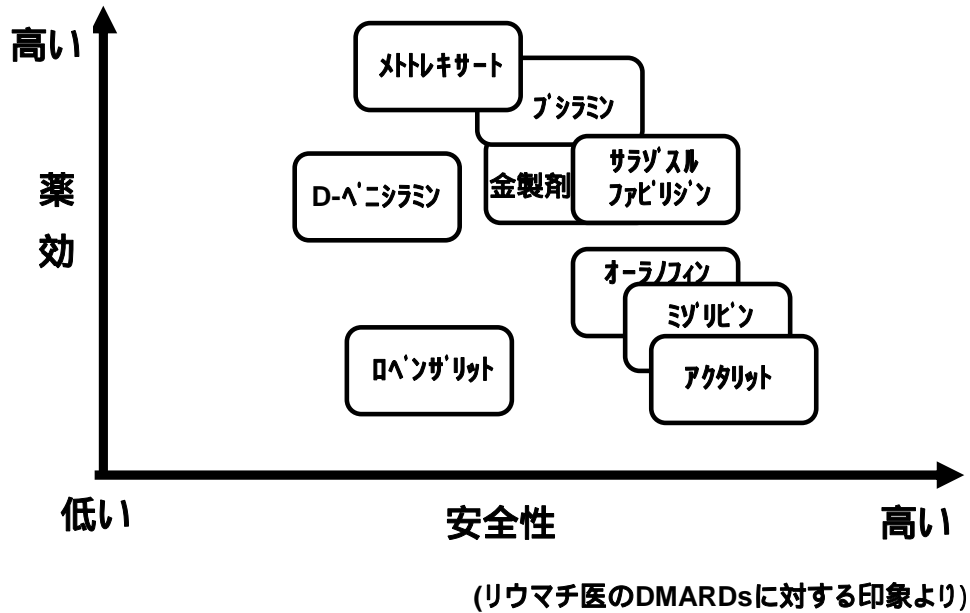 高い
メトトレキサート
ブシラミン
薬
効
サラゾスル
ファピリジン
金製剤
D-ペニシラミン
オーラノフィン
ミゾリビン
ロベンザリット
アクタリット
低い
安全性
高い
(リウマチ医のDMARDsに対する印象より)